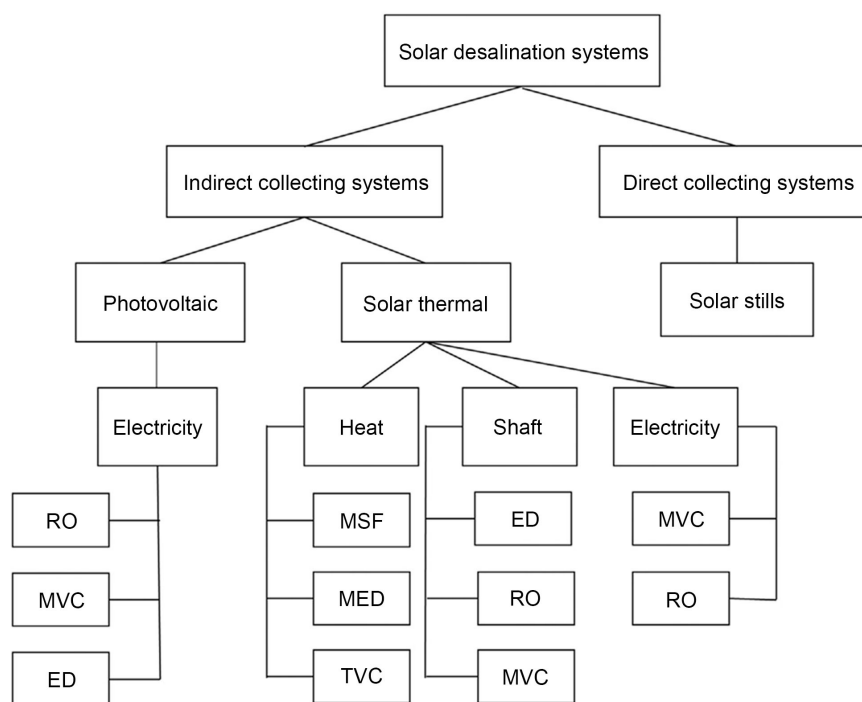 Solar desalination systems
Indirect collecting systems
Direct collecting systems
Photovoltaic
Solar thermal
Solar stills
Electricity
Heat
Shaft
Electricity
RO
MSF
ED
MVC
MVC
MED
RO
RO
ED
TVC
MVC